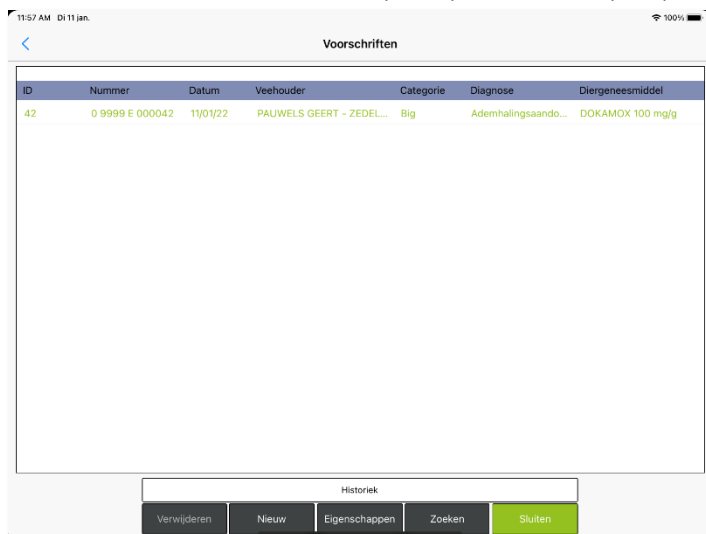 11:57 AM Di 11 jan. 100%
Voorschriften
ID Nummer Datum Veehouder Categorie Diagnose Diergeneesmiddel
42 0 9999 E 000042 11/01/22 PAUWELS GEERT - ZEDEL... Big Ademhalingsaando... DOKAMOX 100 mg/g
Historiek
Verwijderen Nieuw Eigenschappen Zoeken Sluiten